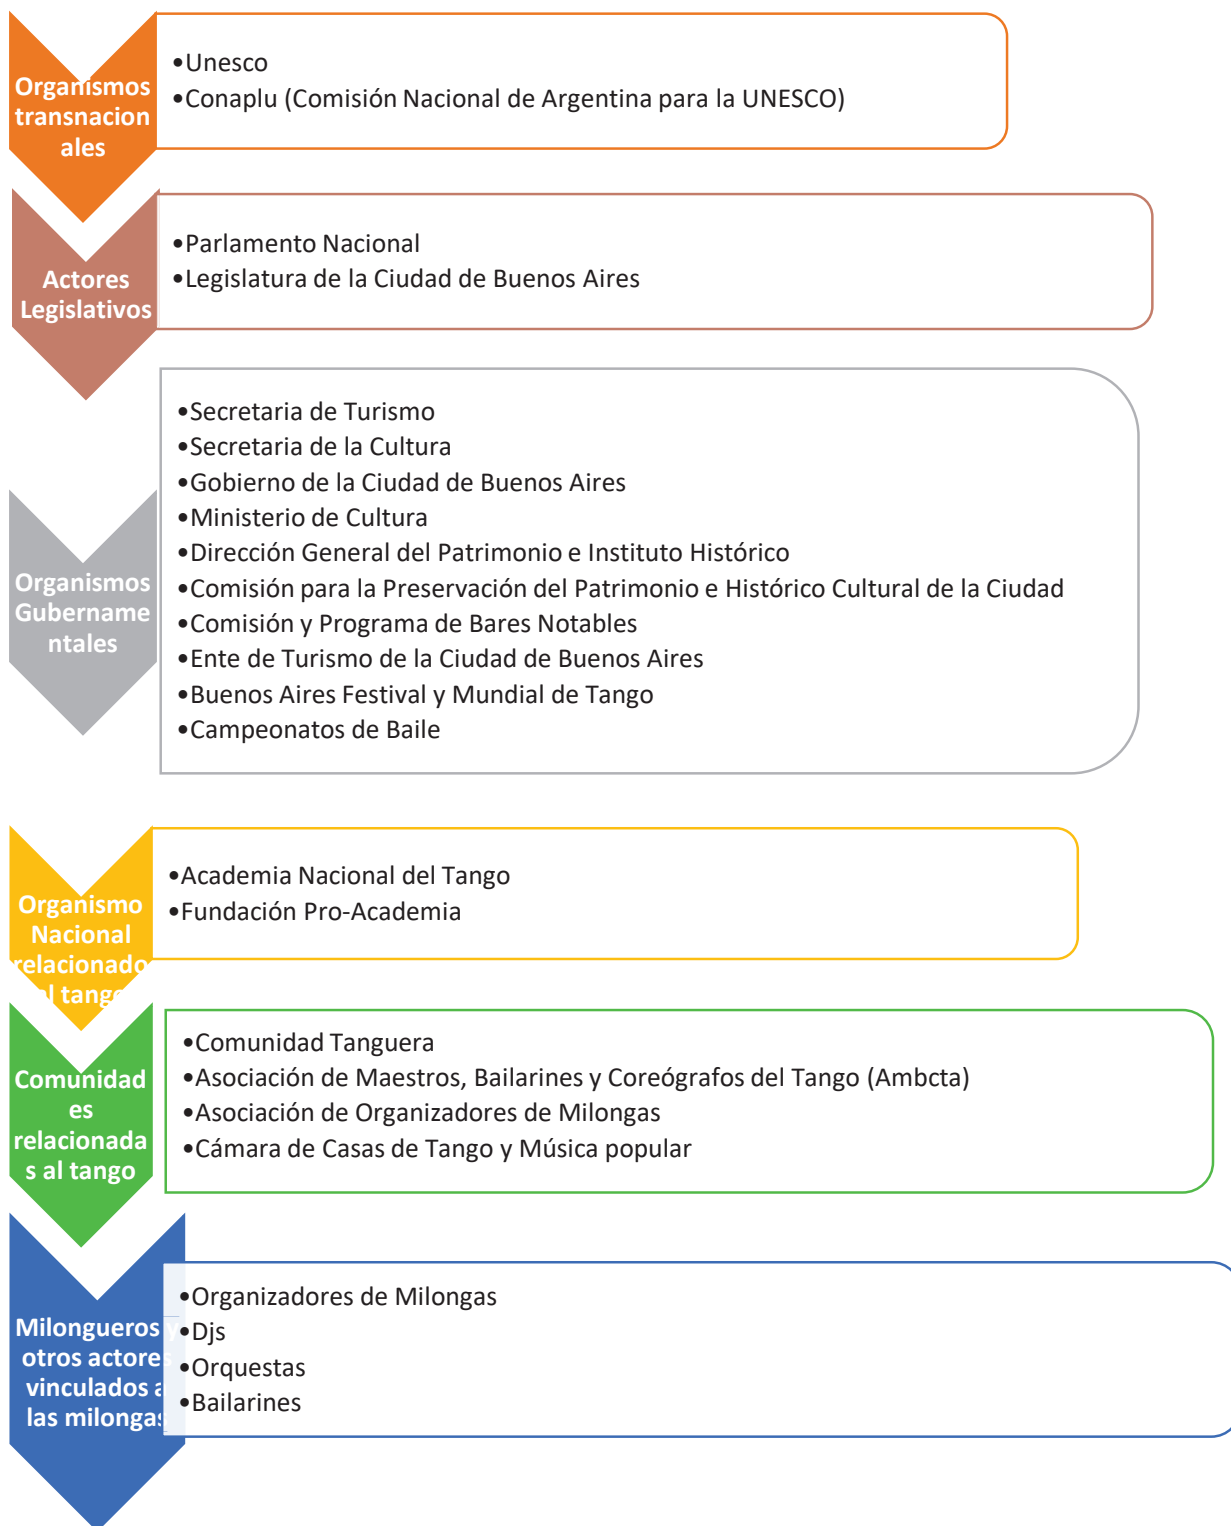 Organismos
transnacion
ales
•Unesco
•Conaplu (Comisión Nacional de Argentina para la UNESCO)
Actores
Legislativos
•Parlamento Nacional
•Legislatura de la Ciudad de Buenos Aires
Organismos
Gubername
ntales
•Secretaria de Turismo
•Secretaria de la Cultura
•Gobierno de la Ciudad de Buenos Aires
•Ministerio de Cultura
•Dirección General del Patrimonio e Instituto Histórico
•Comisión para la Preservación del Patrimonio e Histórico Cultural de la Ciudad
•Comisión y Programa de Bares Notables
•Ente de Turismo de la Ciudad de Buenos Aires
•Buenos Aires Festival y Mundial de Tango
•Campeonatos de Baile
Organismo
Nacional
relacionado
al tango
•Academia Nacional del Tango
•Fundación Pro-Academia
Comunidad
es
relacionada
s al tango
•Comunidad Tanguera
•Asociación de Maestros, Bailarines y Coreógrafos del Tango (Ambcta)
•Asociación de Organizadores de Milongas
•Cámara de Casas de Tango y Música popular
Milongueros y
otros actores
vinculados a
las milongas
•Organizadores de Milongas
•Djs
•Orquestas
•Bailarines